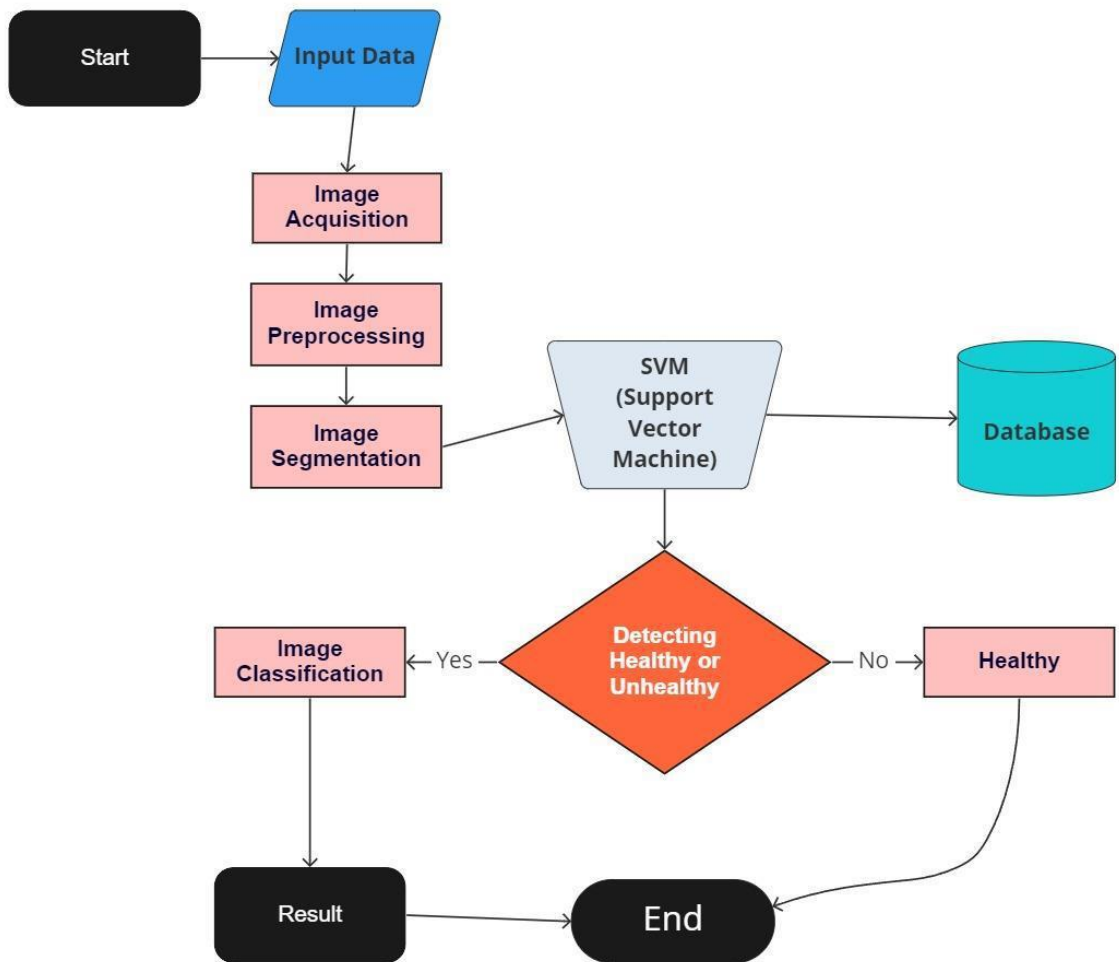 Start
Input Data
Image
Acquisition
Image
Preprocessing
Image
Segmentation
SVM
(Support
Vector
Machine)
Database
Detecting
Healthy or
Unhealthy
Yes
No
Image
Classification
Healthy
Result
End